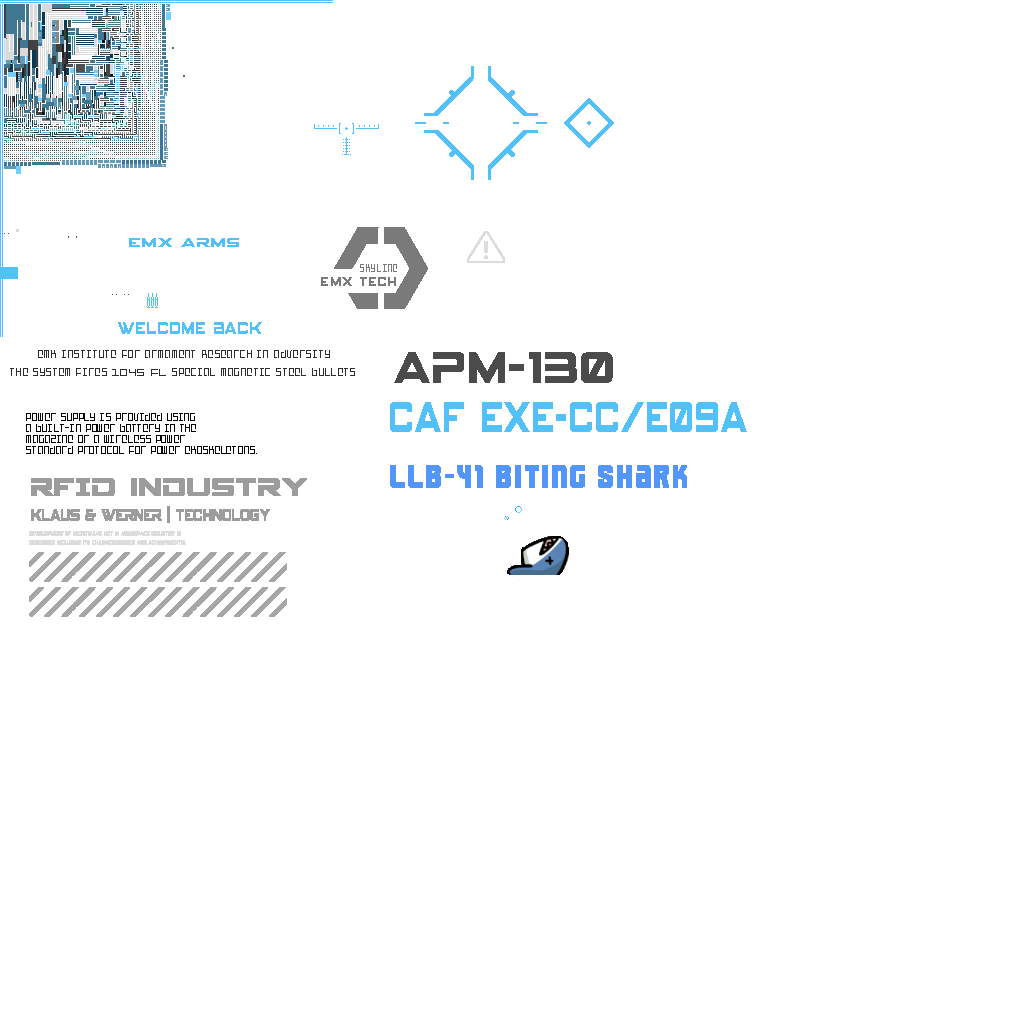 EMX ARMS
SKYLINE
EMX TECH
WELCOME BACK
EMX INSTITUTE FOR ARMAMENT RESEARCH IN ADVERSITY
THE SYSTEM FIRES 1045 FL SPECIAL MAGNETIC STEEL BULLETS
APM-130
CAF EXE-CC/E09A
POWER SUPPLY IS PROVIDED USING
A BUILT-IN POWER BATTERY IN THE
MAGAZINE OR A WIRELESS POWER
STANDARD PROTOCOL FOR POWER EXOSKELETONS.
LLB-41 BITING SHARK
RFID INDUSTRY
KLAUS & WERNER | TECHNOLOGY